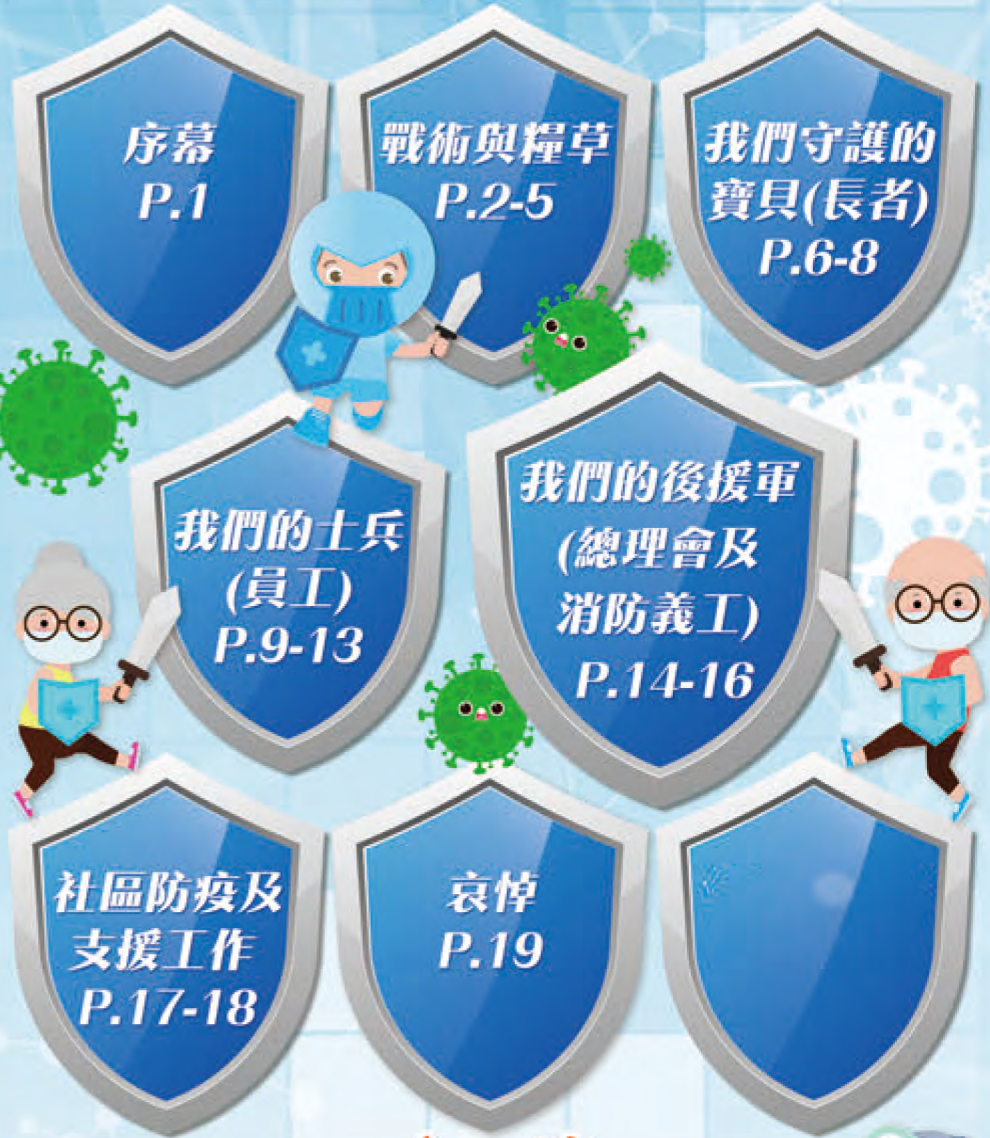 序幕
P.1
戰術與糧草
P.2-5
我們守護的
寶貝(長者)
P.6-8
我們的士兵
(員工)
P.9-13
我們的後援軍
(總理會及
消防義工)
P.14-16
社區防疫及
支援工作
P.17-18
哀悼
P.19